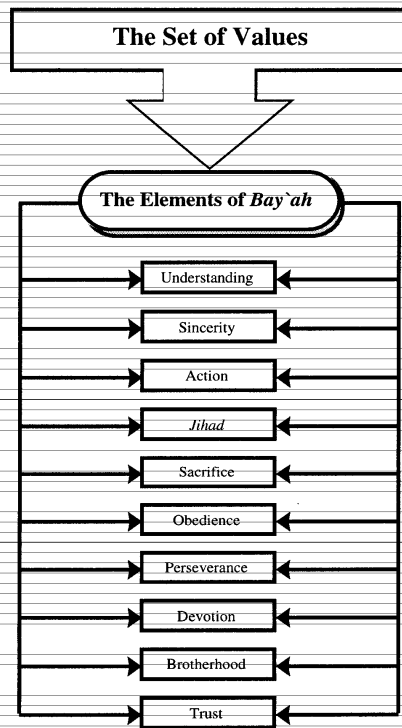 The Set of Values
The Elements of Bay`ah
Understanding
Sincerity
Action
Jihad
Sacrifice
Obedience
Perseverance
Devotion
Brotherhood
Trust